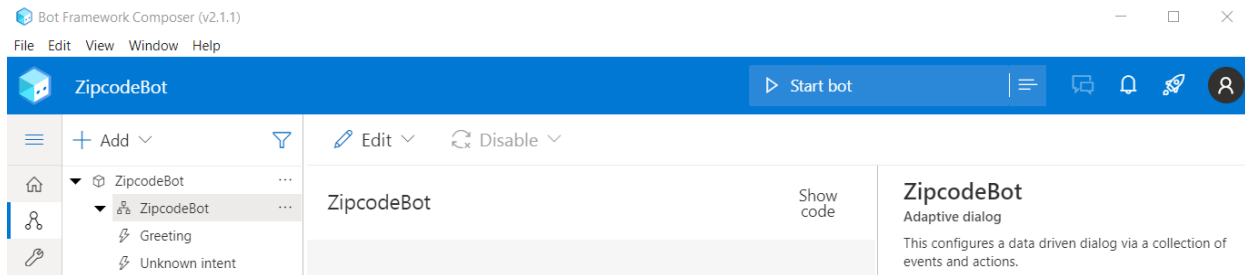 Bot Framework Composer (v2.1.1)
File Edit View Window Help
ZipcodeBot
Start bot
Add
Edit
Disable
ZipcodeBot
ZipcodeBot
Greeting
Unknown intent
ZipcodeBot
Show
code
ZipcodeBot
Adaptive dialog
This configures a data driven dialog via a collection of
events and actions.